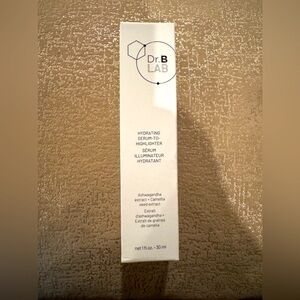 Dr.B
LAB
HYDRATING
SERUM-TO-
HIGHLIGHTER
SÉRUM
ILLUMINATEUR
HYDRATANT
Ashwagandha
extract + Camellia
seed extract
Extrait
d'ashwagandha +
Extrait de graines
de camélia
net 1 fl oz. - 30 ml